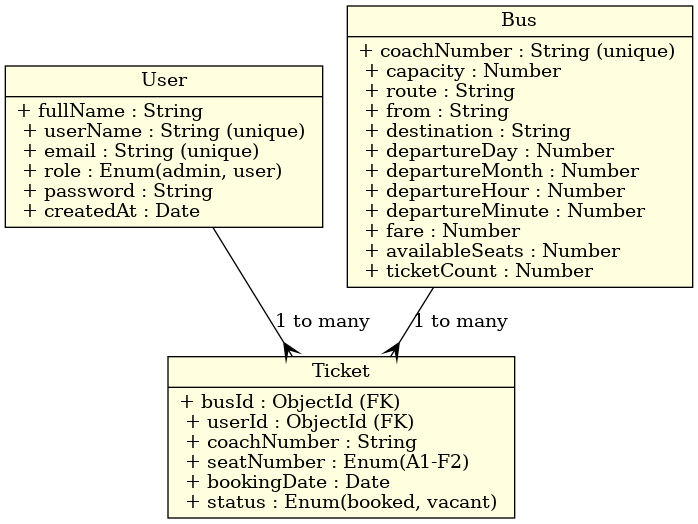 User
+ fullName : String
+ userName : String (unique)
+ email : String (unique)
+ role : Enum(admin, user)
+ password : String
+ createdAt : Date
Bus
+ coachNumber : String (unique)
+ capacity : Number
+ route : String
+ from : String
+ destination : String
+ departureDay : Number
+ departureMonth : Number
+ departureHour : Number
+ departureMinute : Number
+ fare : Number
+ availableSeats : Number
+ ticketCount : Number
1 to many
1 to many
Ticket
+ busId : ObjectId (FK)
+ userId : ObjectId (FK)
+ coachNumber : String
+ seatNumber : Enum(A1-F2)
+ bookingDate : Date
+ status : Enum(booked, vacant)